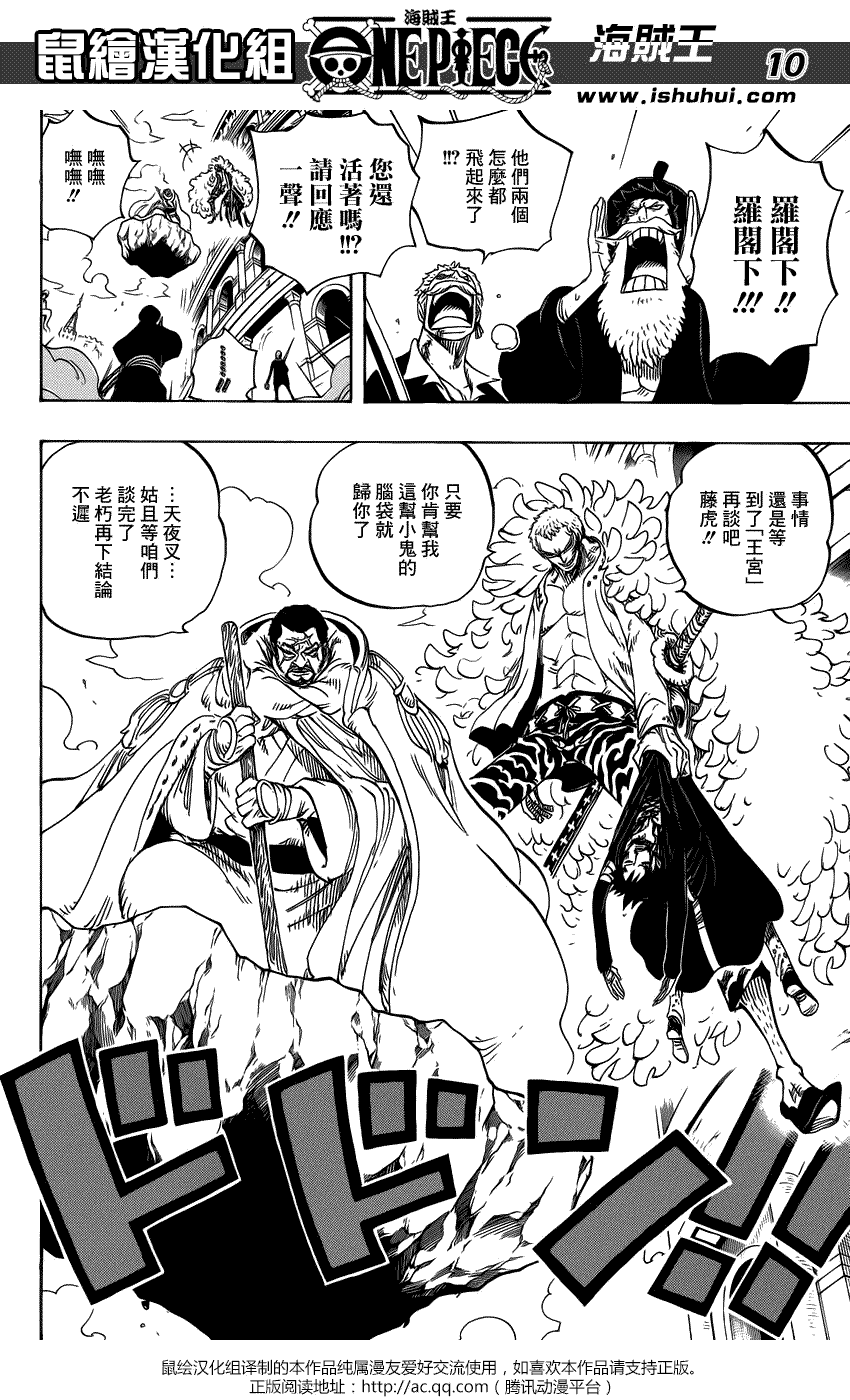 鼠繪漢化組
海賊王
ONE PIECE
海賊王
10
www.ishuhui.com
羅閣下!!
羅閣下!!!
他們兩個
怎麼都
飛起來了
!!?
您還
活著嗎!!?
請回應
一聲!!
嘸嘸
嘸嘸!!
…!!
…!!
事情
還是等
到了「王宮」
再談吧
藤虎!!
只要
你肯幫我
這幫小鬼的
腦袋就
歸你了
…天夜叉…
姑且等咱們
談完了
老朽再下結論
不遲
ドドン!!
鼠绘汉化组译制的本作品纯属漫友爱好交流使用，如喜欢本作品请支持正版。
正版阅读地址：http://ac.qq.com（腾讯动漫平台）